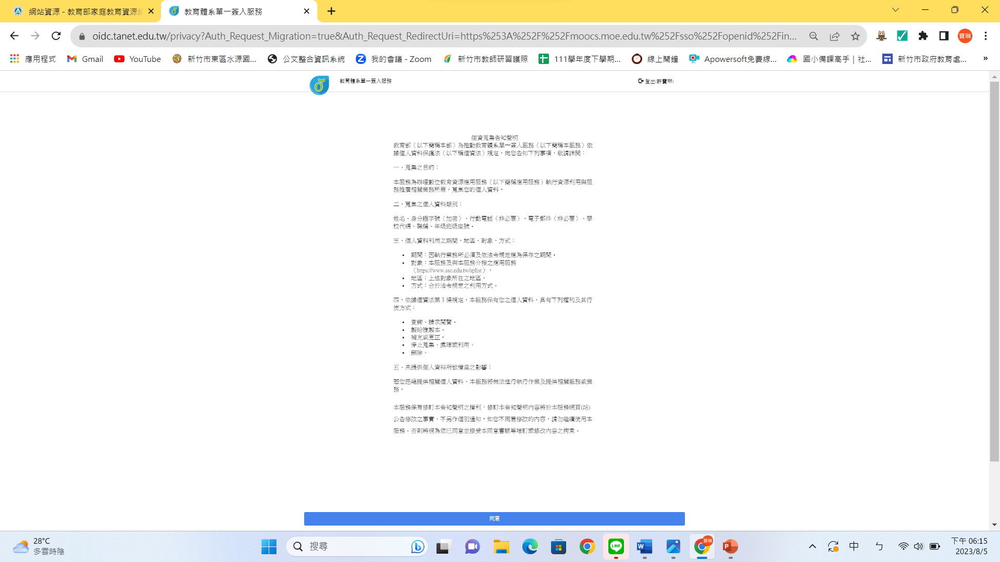 網站資源 - 教育部家庭教育資源網
教育體系單一簽入服務
oidc.tanet.edu.tw/privacy?Auth_Request_Migration=true&Auth_Request_RedirectUri=https%253A%252F%252Fmoocs.moe.edu.tw%252Fsso%252Fopenid%252Fin...
寶琳
應用程式 Gmail YouTube 新竹市東區水源國... 公文整合資訊系統 我的會議 - Zoom 新竹市教師研習護照 111學年度下學期... 線上鬧鐘 Apowersoft免費線... 國小備課高手 | 社... 新竹市政府教育處... »
教育體系單一簽入服務
登出(許寶琳)
個資蒐集告知聲明
教育部（以下簡稱本部）為推動教育體系單一簽入服務（以下簡稱本服務）依
據個人資料保護法（以下稱個資法）規定，向您告知下列事項，敬請詳閱：
一、蒐集之目的：
本服務為辦理數位教育資源應用服務（以下簡稱應用服務）執行資源利用與服
務推廣相關業務所需，蒐集您的個人資料。
二、蒐集之個人資料類別：
姓名、身分證字號（加密）、行動電話（非必要）、電子郵件（非必要）、學
校代碼、職稱、年級班級座號。
三、個人資料利用之期間、地區、對象、方式：
• 期間：因執行業務所必須及依法令規定應為保存之期間。
• 對象：本服務及與本服務介接之應用服務
（https://www.sso.edu.tw/splist）。
• 地區：上述對象所在之地區。
• 方式：合於法令規定之利用方式。
四、依據個資法第 3 條規定，本服務保有您之個人資料，具有下列權利及其行
使方式：
• 查詢、請求閱覽。
• 製給複製本。
• 補充或更正。
• 停止蒐集、處理或利用。
• 刪除。
五、未提供個人資料所致權益之影響：
若您拒絕提供相關個人資料，本服務將無法進行執行作業及提供相關服務或業
務。
本服務保有修訂本告知聲明之權利，修訂本告知聲明內容將於本服務網頁(站)
公告修改之事實，不另作個別通知。如您不同意修改的內容，請勿繼續使用本
服務。否則將視為您已同意並接受本同意書該等增訂或修改內容之拘束。
同意
28°C
多雲時陰
搜尋
中 ㄅ
下午 06:15
2023/8/5